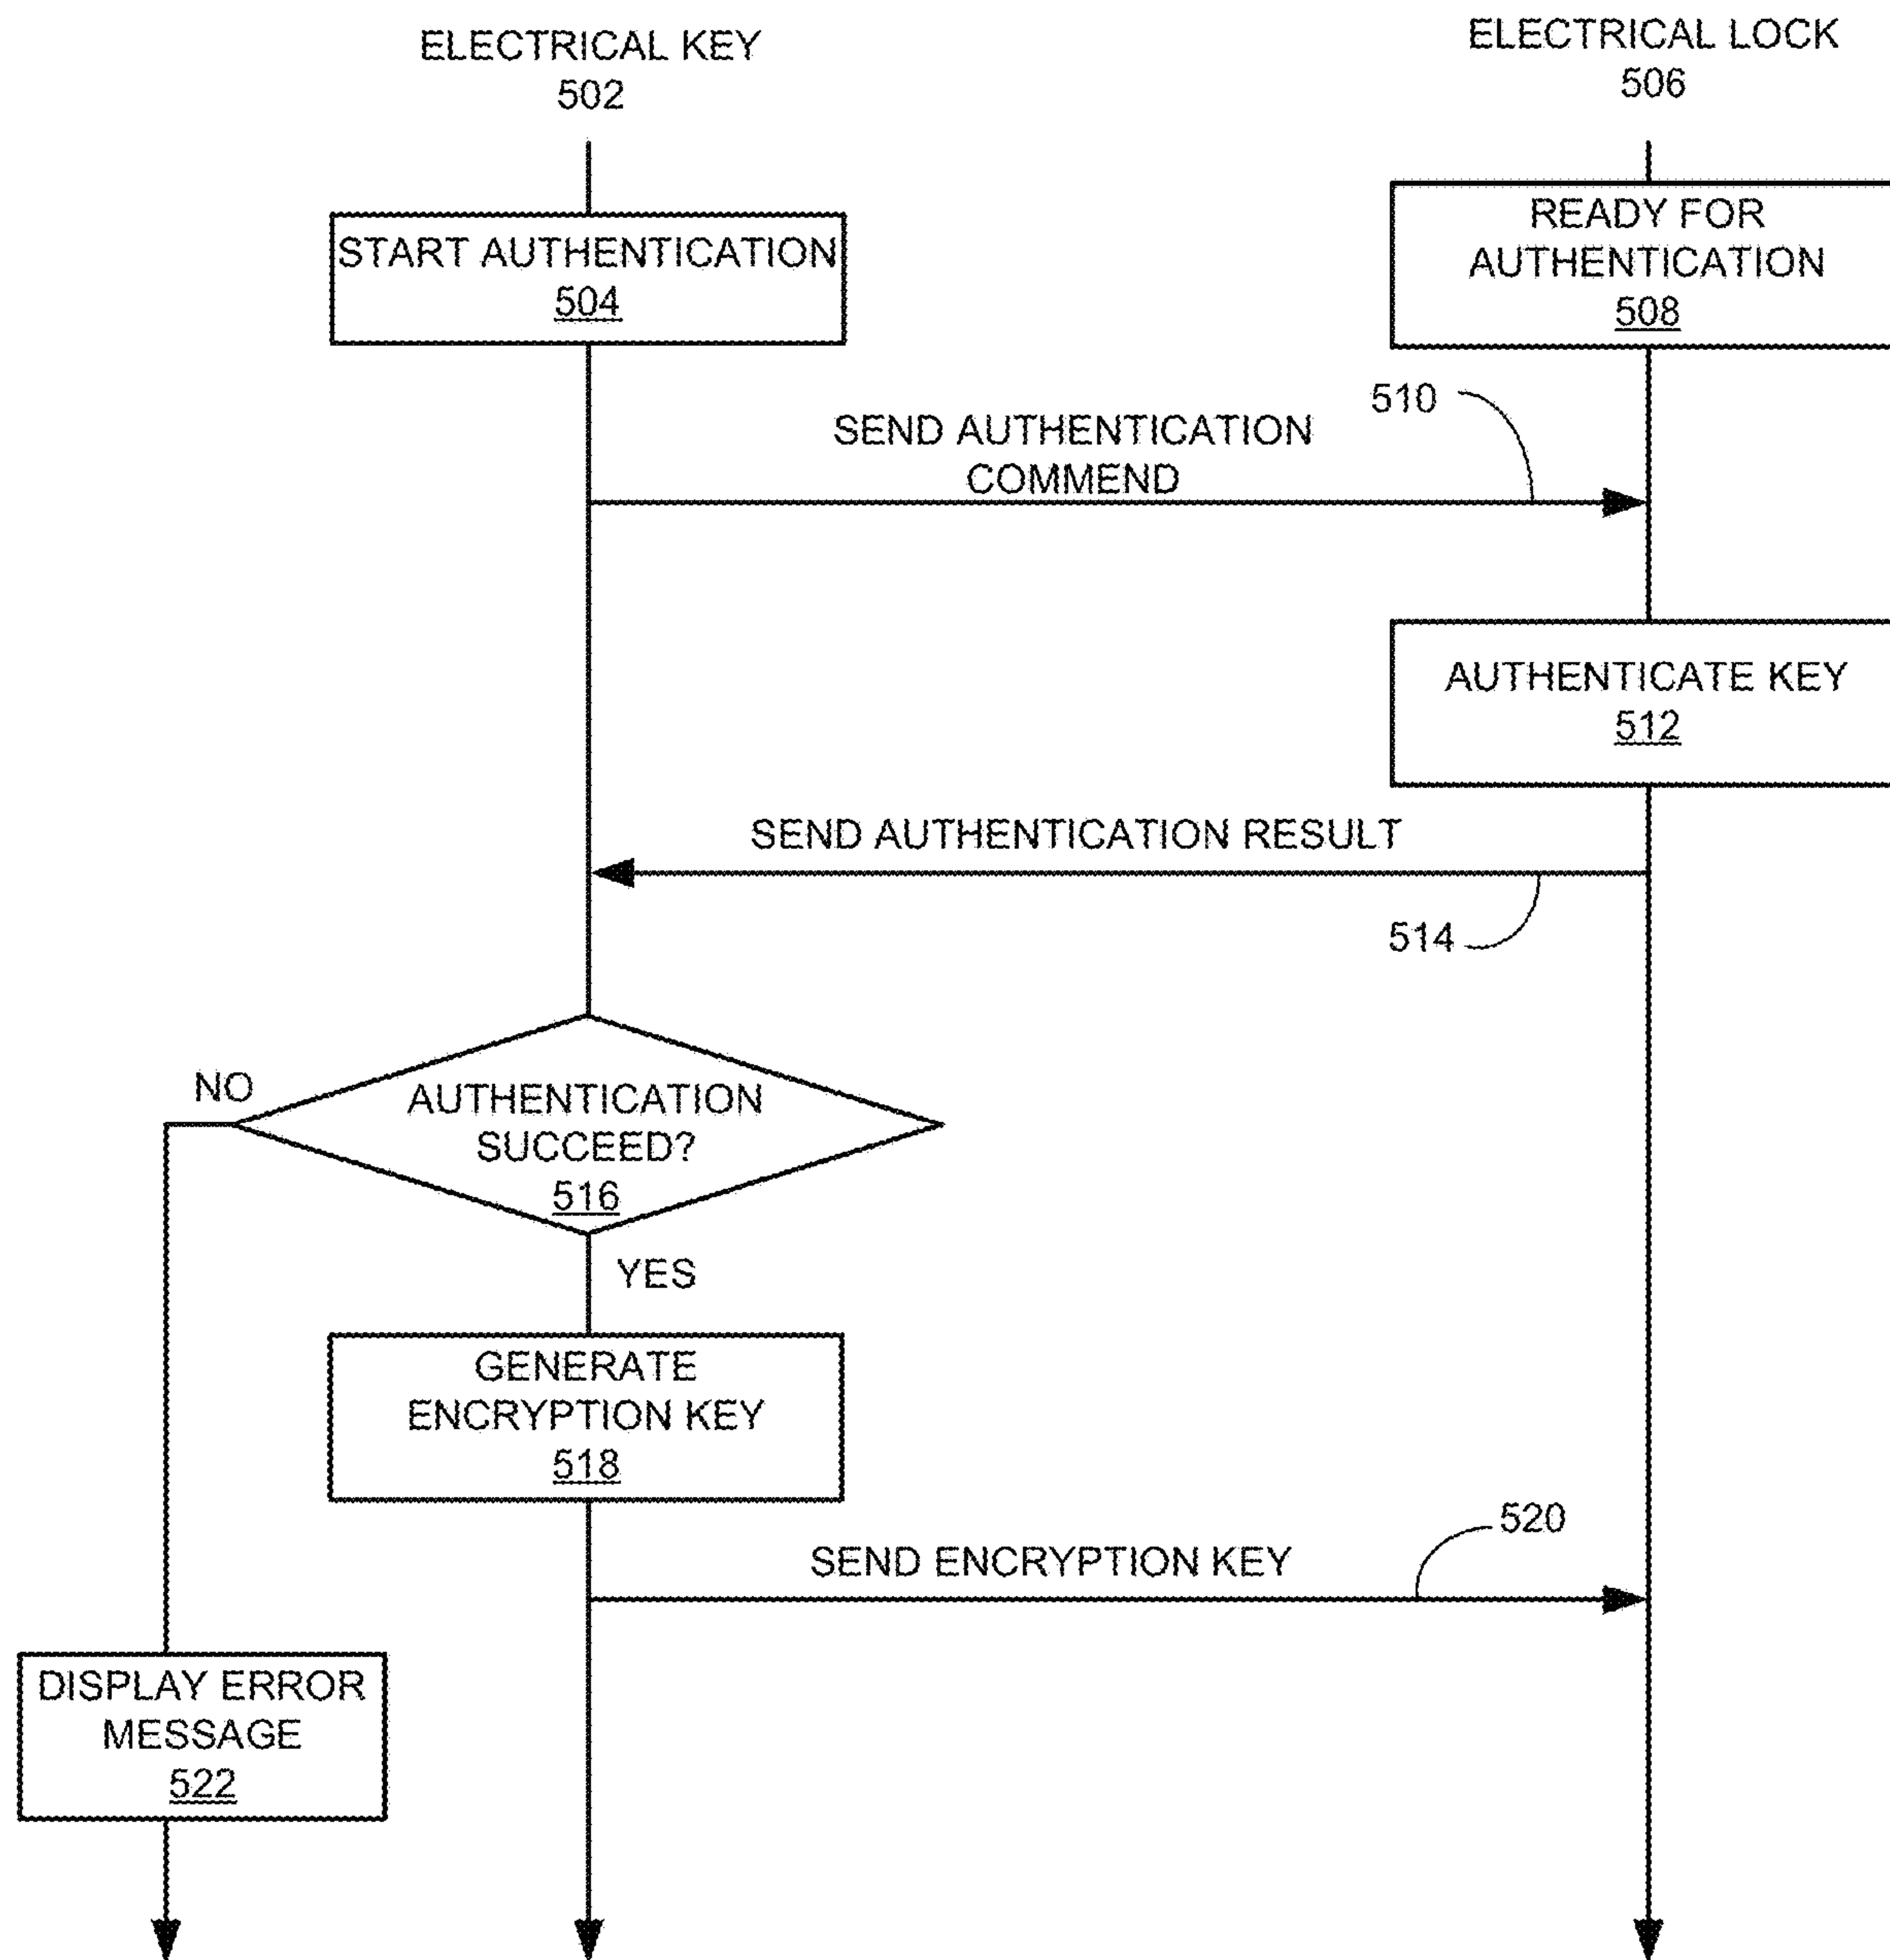 ELECTRICAL KEY
502
ELECTRICAL LOCK
506
START AUTHENTICATION
504
READY FOR
AUTHENTICATION
508
510
SEND AUTHENTICATION
COMMEND
AUTHENTICATE KEY
512
SEND AUTHENTICATION RESULT
514
NO
AUTHENTICATION
SUCCEED?
516
YES
GENERATE
ENCRYPTION KEY
518
520
SEND ENCRYPTION KEY
DISPLAY ERROR
MESSAGE
522